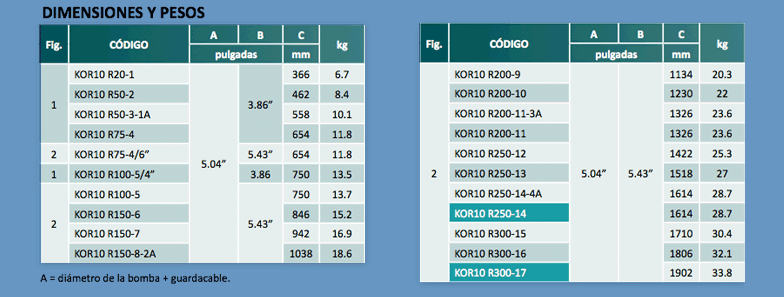 DIMENSIONES Y PESOS
Fig. CÓDIGO A B C kg
pulgadas mm
KOR10 R20-1 366 6.7
KOR10 R50-2 462 8.4
1 KOR10 R50-3-1A 3.86” 558 10.1
KOR10 R75-4 654 11.8
2 KOR10 R75-4/6” 5.04” 5.43” 654 11.8
1 KOR10 R100-5/4” 3.86 750 13.5
KOR10 R100-5 750 13.7
2 KOR10 R150-6 5.43” 846 15.2
KOR10 R150-7 942 16.9
KOR10 R150-8-2A 1038 18.6
A = diámetro de la bomba + guardacable.
Fig. CÓDIGO A B C kg
pulgadas mm
KOR10 R200-9 1134 20.3
KOR10 R200-10 1230 22
KOR10 R200-11-3A 1326 23.6
KOR10 R200-11 1326 23.6
KOR10 R250-12 1422 25.3
2 KOR10 R250-13 5.04” 5.43” 1518 27
KOR10 R250-14-4A 1614 28.7
KOR10 R250-14 1614 28.7
KOR10 R300-15 1710 30.4
KOR10 R300-16 1806 32.1
KOR10 R300-17 1902 33.8